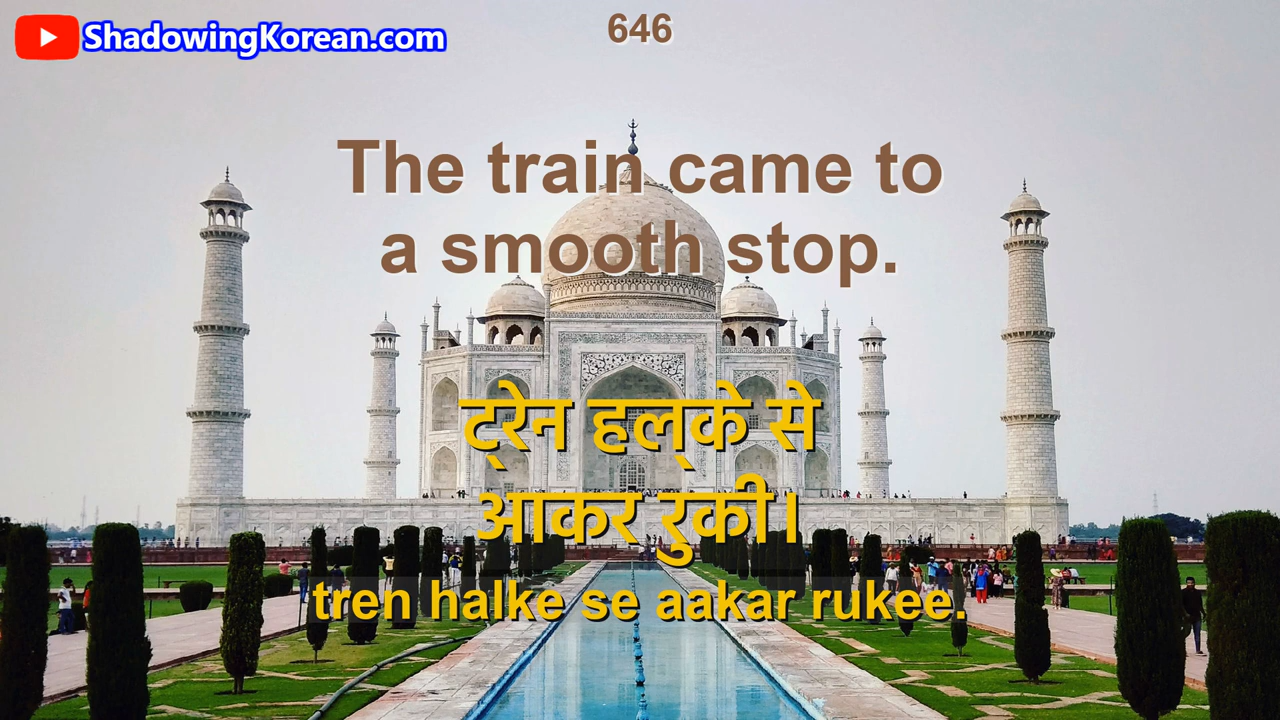 ShadowingKorean.com
646
The train came to
a smooth stop.
ट्रेन हल्के से
आकर रुकी।
tren halke se aakar rukee.